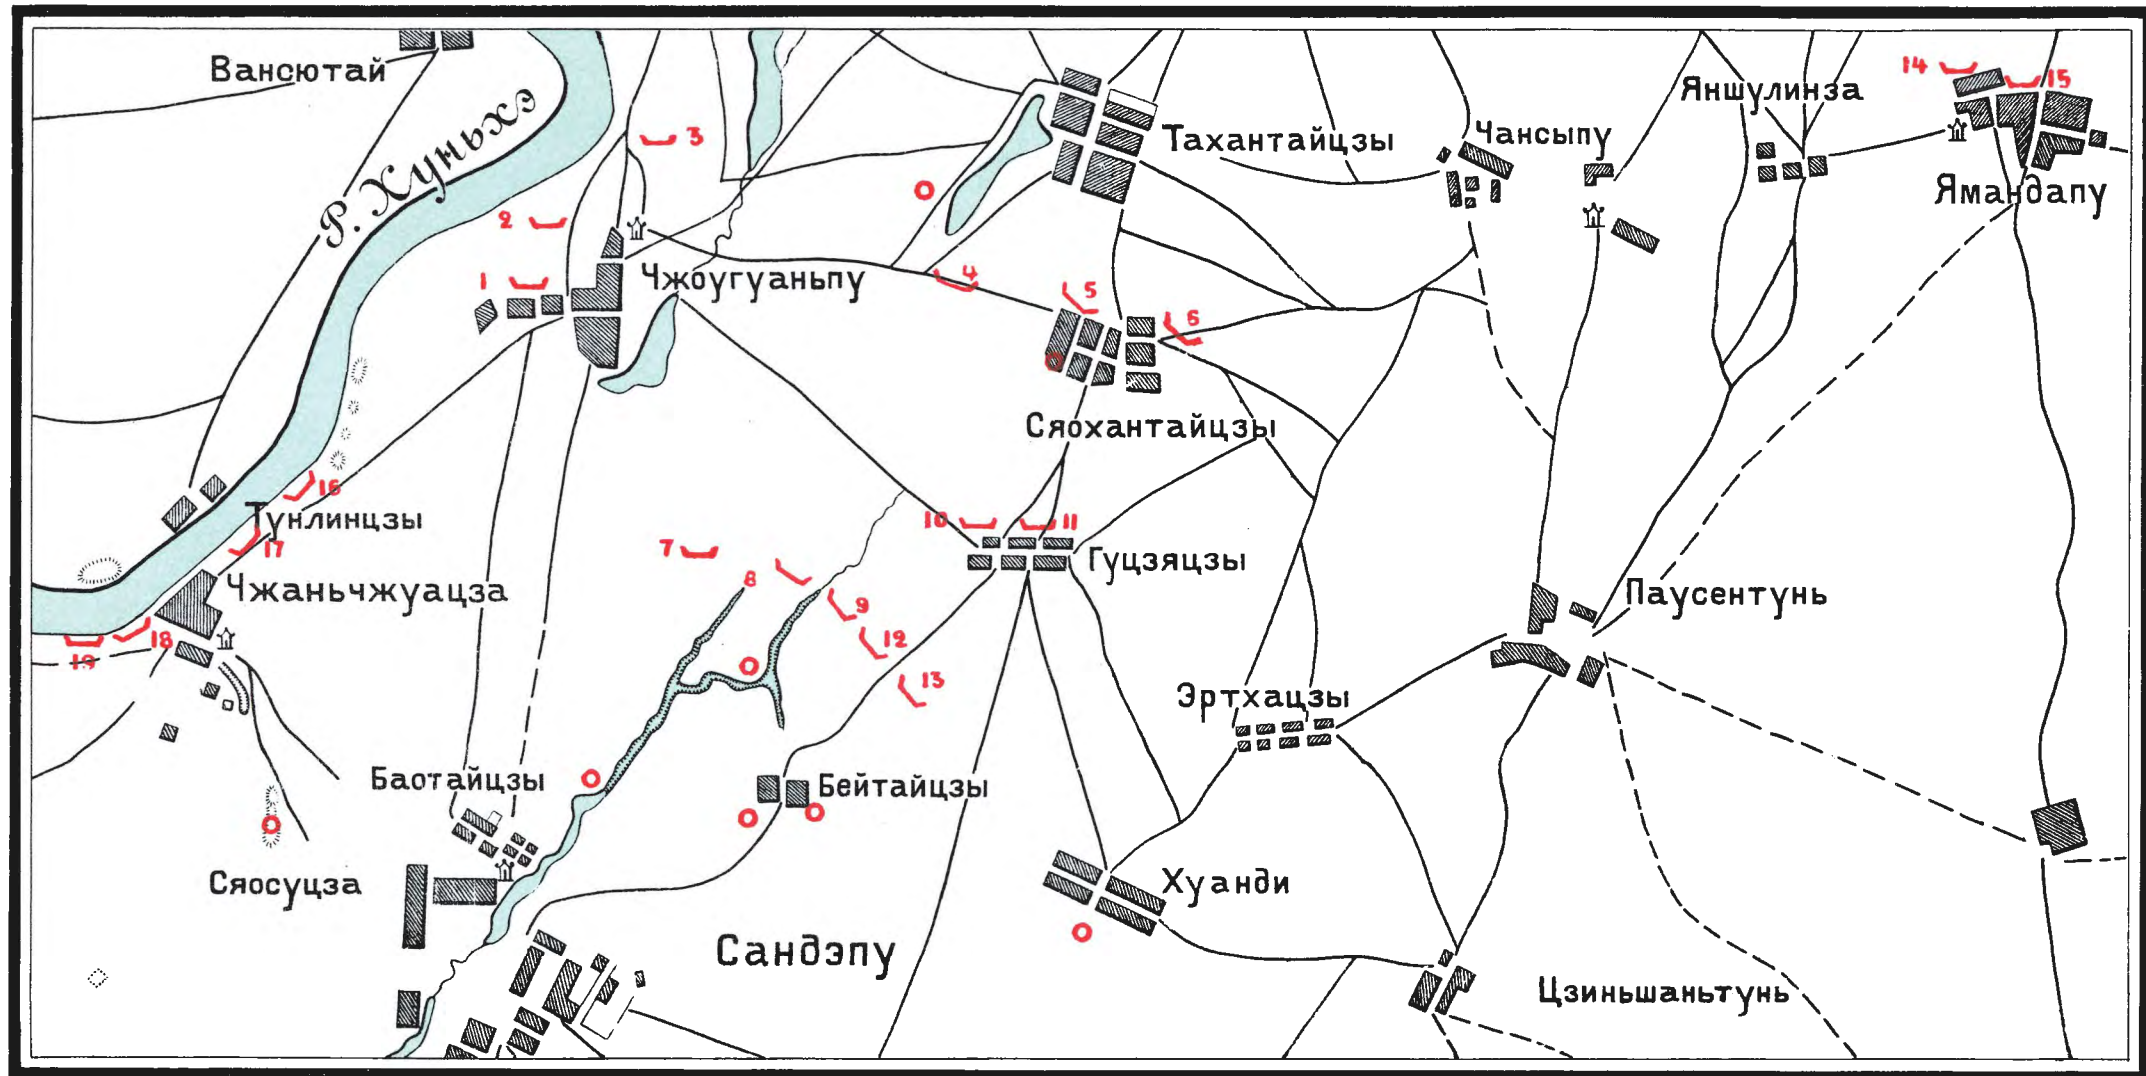 Вансютай
Р. Хуньхэ
3
2
1
Чжоугуаньпу
Тахантайцзы
Чансыпу
Яншулинза
14
15
Ямандапу
4
5
6
Сяохантайцзы
16
Тунлинцзы
17
Чжаньчжуацза
18
19
7
8
9
10
11
12
13
Гуцзяцзы
Паусентунь
Эртхацзы
Баотайцзы
Бейтайцзы
Сяосуцза
Сандэпу
Хуанди
Цзиньшаньтунь